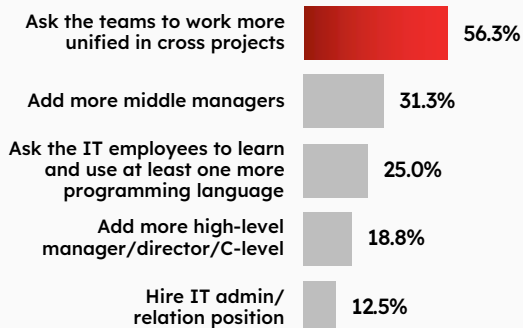 Ask the teams to work more
unified in cross projects
56.3%
Add more middle managers
31.3%
Ask the IT employees to learn
and use at least one more
programming language
25.0%
Add more high-level
manager/director/C-level
18.8%
Hire IT admin/
relation position
12.5%